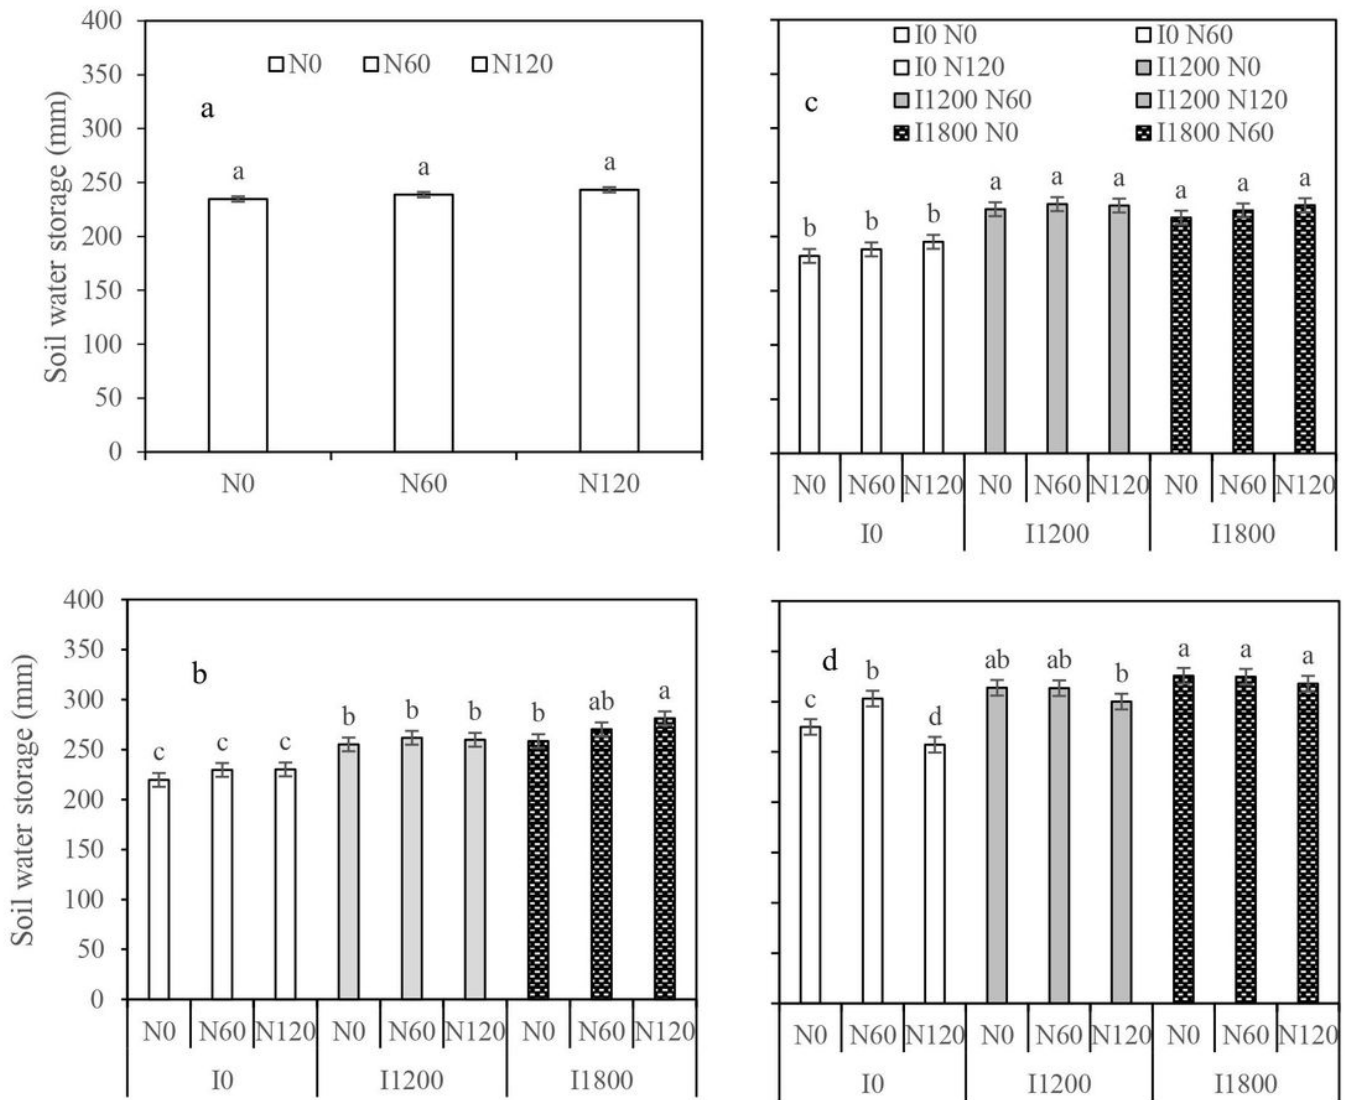 Soil water storage (mm)
400
350
300
250
200
150
100
50
0
N0 N60 N120
a
a a a
N0 N60 N120
I0 N0 I0 N60
I0 N120 I1200 N0
I1200 N60 I1200 N120
I1800 N0 I1800 N60
c
b b b a a a a a a
N0 N60 N120 N0 N60 N120 N0 N60 N120
I0 I1200 I1800
Soil water storage (mm)
400
350
300
250
200
150
100
50
0
b
c c c b b b b ab a
N0 N60 N120 N0 N60 N120 N0 N60 N120
I0 I1200 I1800
d
c b d ab ab b a a a
N0 N60 N120 N0 N60 N120 N0 N60 N120
I0 I1200 I1800